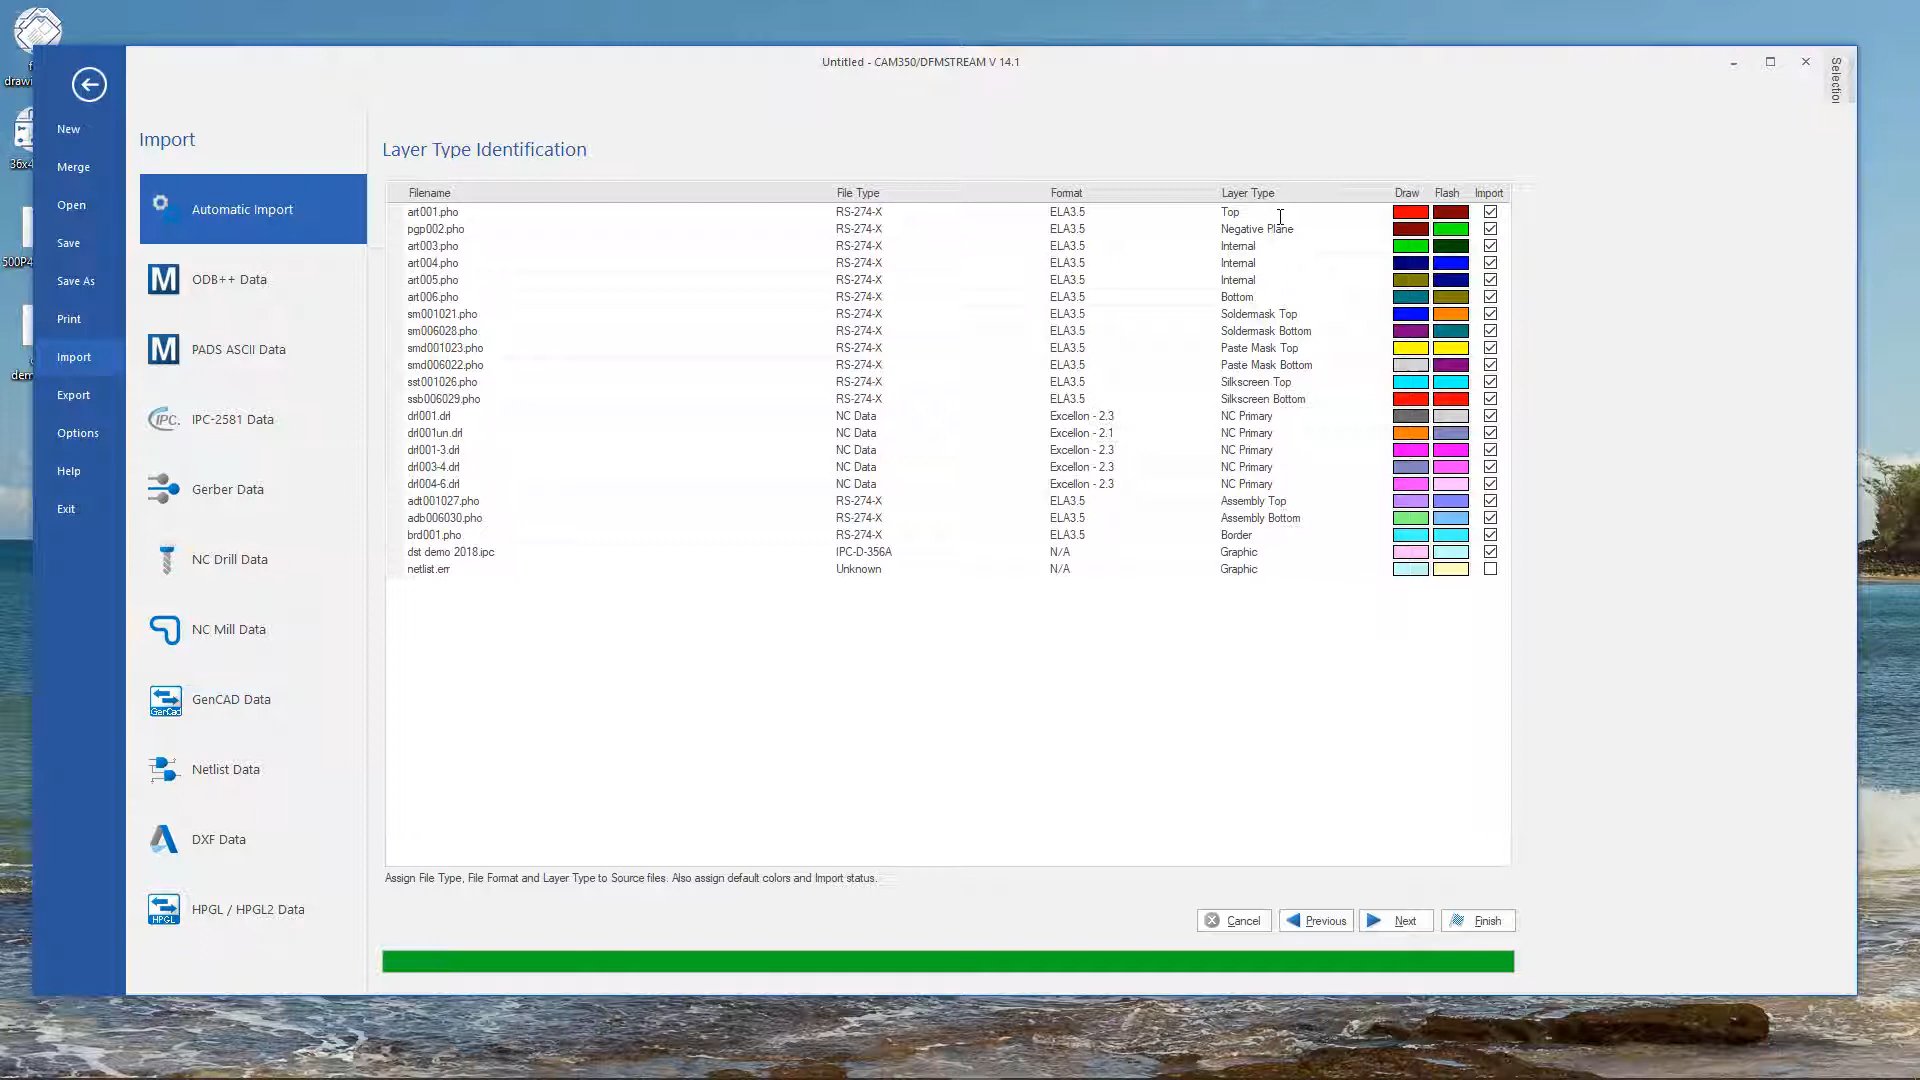 Untitled - CAM350/DFMSTREAM V 14.1
Selection
New
Merge
Open
Save
Save As
Print
Import
Export
Options
Help
Exit
Import
Automatic Import
M ODB++ Data
M PADS ASCII Data
IPC. IPC-2581 Data
Gerber Data
NC Drill Data
NC Mill Data
GenCad GenCAD Data
Netlist Data
DXF Data
HPGL HPGL / HPGL2 Data
Layer Type Identification
Filename File Type Format Layer Type Draw Flash Import
art001.pho RS-274-X ELA3.5 Top
pgp002.pho RS-274-X ELA3.5 Negative Plane
art003.pho RS-274-X ELA3.5 Internal
art004.pho RS-274-X ELA3.5 Internal
art005.pho RS-274-X ELA3.5 Internal
art006.pho RS-274-X ELA3.5 Bottom
sm001021.pho RS-274-X ELA3.5 Soldermask Top
sm006028.pho RS-274-X ELA3.5 Soldermask Bottom
smd001023.pho RS-274-X ELA3.5 Paste Mask Top
smd006022.pho RS-274-X ELA3.5 Paste Mask Bottom
sst001026.pho RS-274-X ELA3.5 Silkscreen Top
ssb006029.pho RS-274-X ELA3.5 Silkscreen Bottom
drl001.drl NC Data Excellon - 2.3 NC Primary
drl001un.drl NC Data Excellon - 2.1 NC Primary
drl001-3.drl NC Data Excellon - 2.3 NC Primary
drl003-4.drl NC Data Excellon - 2.3 NC Primary
drl004-6.drl NC Data Excellon - 2.3 NC Primary
adt001027.pho RS-274-X ELA3.5 Assembly Top
adb006030.pho RS-274-X ELA3.5 Assembly Bottom
brd001.pho RS-274-X ELA3.5 Border
dst demo 2018.ipc IPC-D-356A N/A Graphic
netlist.err Unknown N/A Graphic
Assign File Type, File Format and Layer Type to Source files. Also assign default colors and Import status.
Cancel Previous Next Finish